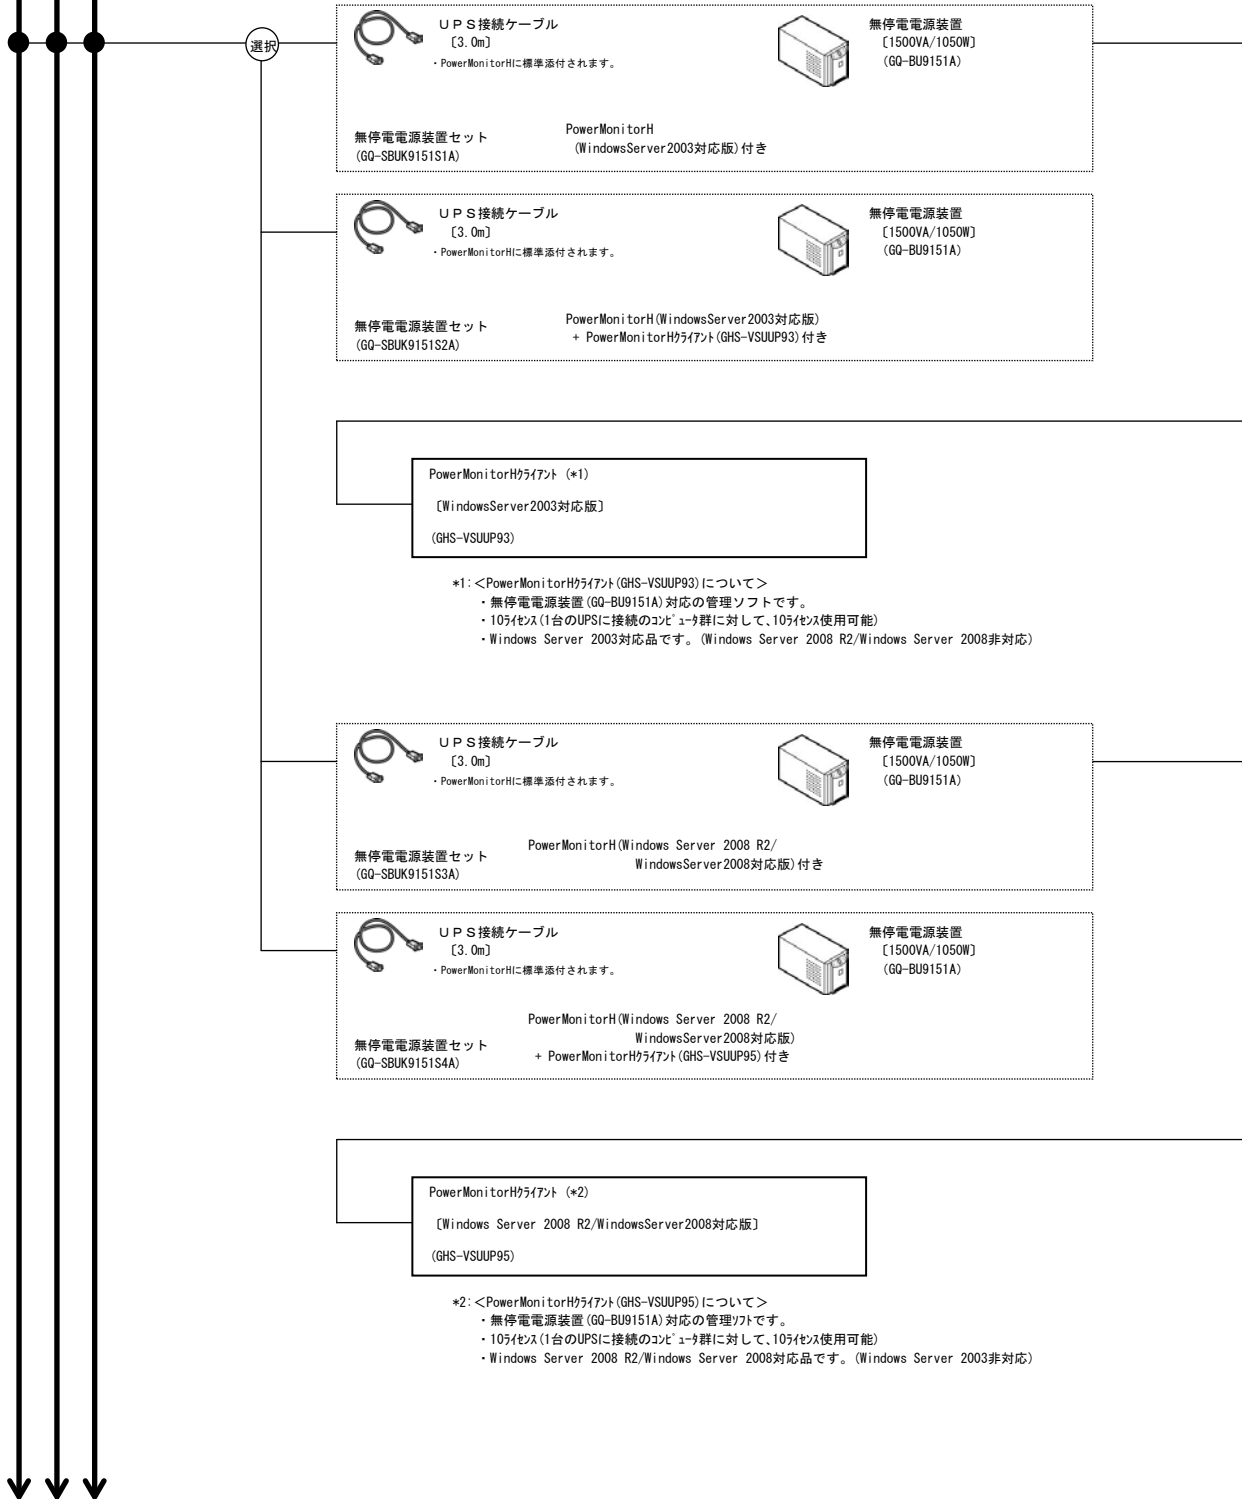 選択
ＵＰＳ接続ケーブル
〔3.0m〕
・PowerMonitorHに標準添付されます。
無停電電源装置
〔1500VA/1050W〕
(GQ-BU9151A)
無停電電源装置セット
(GQ-SBUK9151S1A)
PowerMonitorH
(WindowsServer2003対応版)付き
ＵＰＳ接続ケーブル
〔3.0m〕
・PowerMonitorHに標準添付されます。
無停電電源装置
〔1500VA/1050W〕
(GQ-BU9151A)
無停電電源装置セット
(GQ-SBUK9151S2A)
PowerMonitorH(WindowsServer2003対応版)
+ PowerMonitorHｸﾗｲｱﾝﾄ(GHS-VSUUP93)付き
PowerMonitorHｸﾗｲｱﾝﾄ (*1)
〔WindowsServer2003対応版〕
(GHS-VSUUP93)
*1:＜PowerMonitorHｸﾗｲｱﾝﾄ(GHS-VSUUP93)について＞
・無停電電源装置(GQ-BU9151A)対応の管理ソフトです。
・10ﾗｲｾﾝｽ(1台のUPSに接続のｺﾝﾋﾟｭｰﾀ群に対して、10ﾗｲｾﾝｽ使用可能)
・Windows Server 2003対応品です。(Windows Server 2008 R2/Windows Server 2008非対応)
ＵＰＳ接続ケーブル
〔3.0m〕
・PowerMonitorHに標準添付されます。
無停電電源装置
〔1500VA/1050W〕
(GQ-BU9151A)
無停電電源装置セット
(GQ-SBUK9151S3A)
PowerMonitorH(Windows Server 2008 R2/
WindowsServer2008対応版)付き
ＵＰＳ接続ケーブル
〔3.0m〕
・PowerMonitorHに標準添付されます。
無停電電源装置
〔1500VA/1050W〕
(GQ-BU9151A)
無停電電源装置セット
(GQ-SBUK9151S4A)
PowerMonitorH(Windows Server 2008 R2/
WindowsServer2008対応版)
+ PowerMonitorHｸﾗｲｱﾝﾄ(GHS-VSUUP95)付き
PowerMonitorHｸﾗｲｱﾝﾄ (*2)
〔Windows Server 2008 R2/WindowsServer2008対応版〕
(GHS-VSUUP95)
*2:＜PowerMonitorHｸﾗｲｱﾝﾄ(GHS-VSUUP95)について＞
・無停電電源装置(GQ-BU9151A)対応の管理ｿﾌﾄです。
・10ﾗｲｾﾝｽ(1台のUPSに接続のｺﾝﾋﾟｭｰﾀ群に対して、10ﾗｲｾﾝｽ使用可能)
・Windows Server 2008 R2/Windows Server 2008対応品です。(Windows Server 2003非対応)